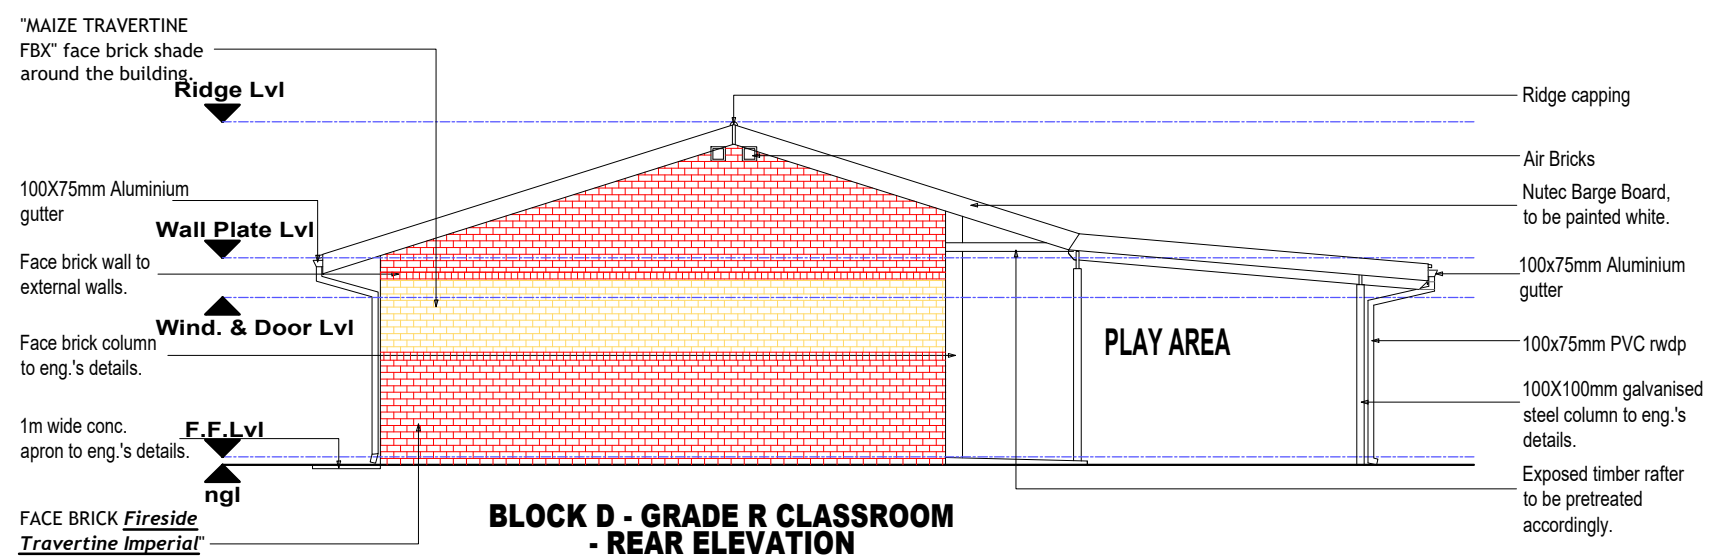 "MAIZE TRAVERTINE
FBX" face brick shade
around the building.
Ridge Lvl
100X75mm Aluminium
gutter
Wall Plate Lvl
Face brick wall to
external walls.
Wind. & Door Lvl
Face brick column
to eng.'s details.
1m wide conc.
apron to eng.'s details.
F.F.Lvl
ngl
FACE BRICK Fireside
Travertine Imperial"
BLOCK D - GRADE R CLASSROOM
- REAR ELEVATION
PLAY AREA
Ridge capping
Air Bricks
Nutec Barge Board,
to be painted white.
100x75mm Aluminium
gutter
100x75mm PVC rwdp
100X100mm galvanised
steel column to eng.'s
details.
Exposed timber rafter
to be pretreated
accordingly.